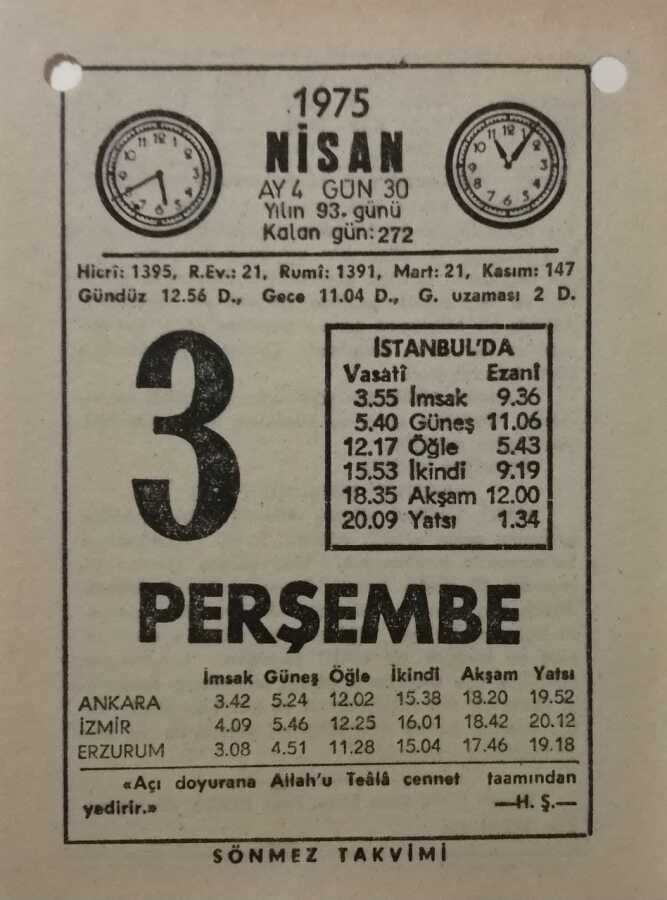 1975
NİSAN
AY 4 GÜN 30
Yılın 93. günü
Kalan gün: 272
Hicrî: 1395, R.Ev.: 21, Rumî: 1391, Mart: 21, Kasım: 147
Gündüz 12.56 D., Gece 11.04 D., G. uzaması 2 D.
3
İSTANBUL'DA
Vasatî Ezanî
3.55 İmsak 9.36
5.40 Güneş 11.06
12.17 Öğle 5.43
15.53 İkindi 9.19
18.35 Akşam 12.00
20.09 Yatsı 1.34
PERŞEMBE
İmsak Güneş Öğle İkindî Akşam Yatsı
ANKARA 3.42 5.24 12.02 15.38 18.20 19.52
İZMİR 4.09 5.46 12.25 16.01 18.42 20.12
ERZURUM 3.08 4.51 11.28 15.04 17.46 19.18
«Açı doyurana Allah'u Teâlâ cennet taamından
yedirir.» —H. Ş.—
SÖNMEZ TAKVİMİ